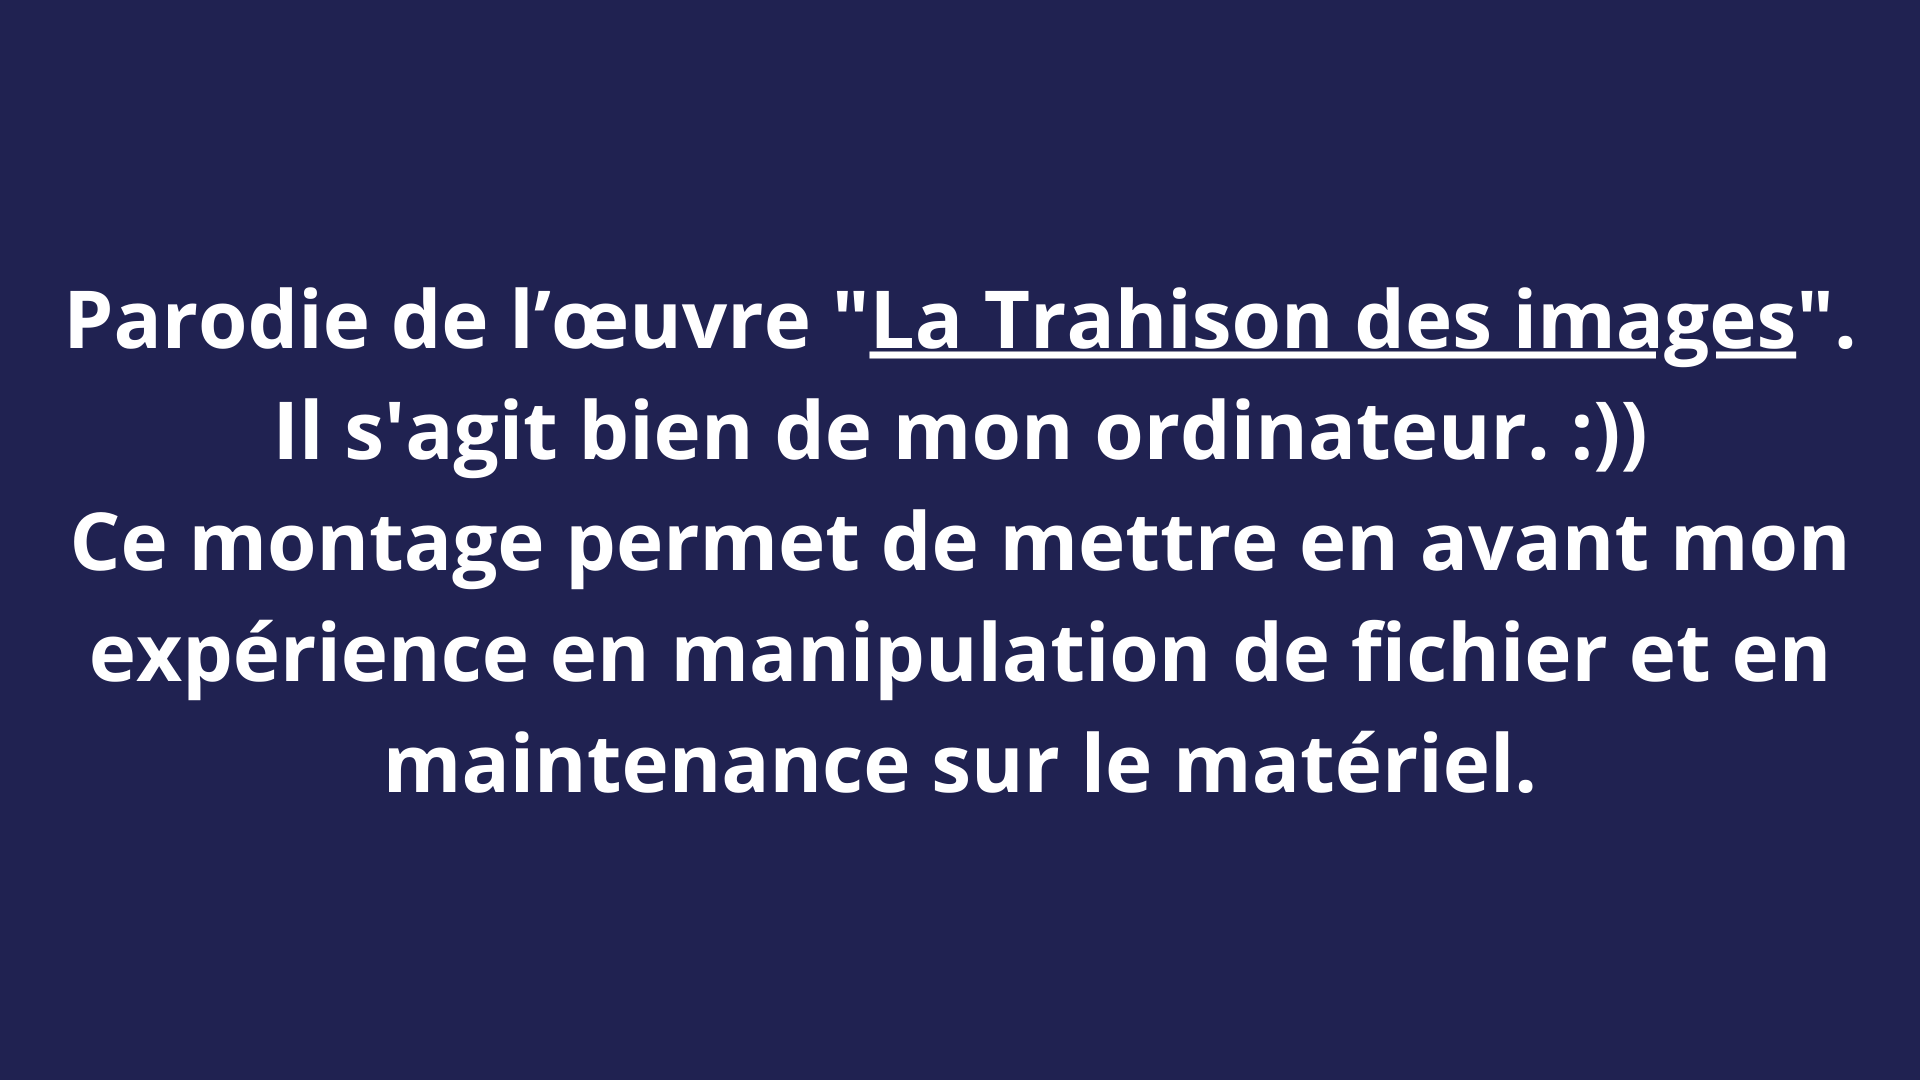 Parodie de l’œuvre "La Trahison des images".
Il s'agit bien de mon ordinateur. :))
Ce montage permet de mettre en avant mon
expérience en manipulation de fichier et en
maintenance sur le matériel.